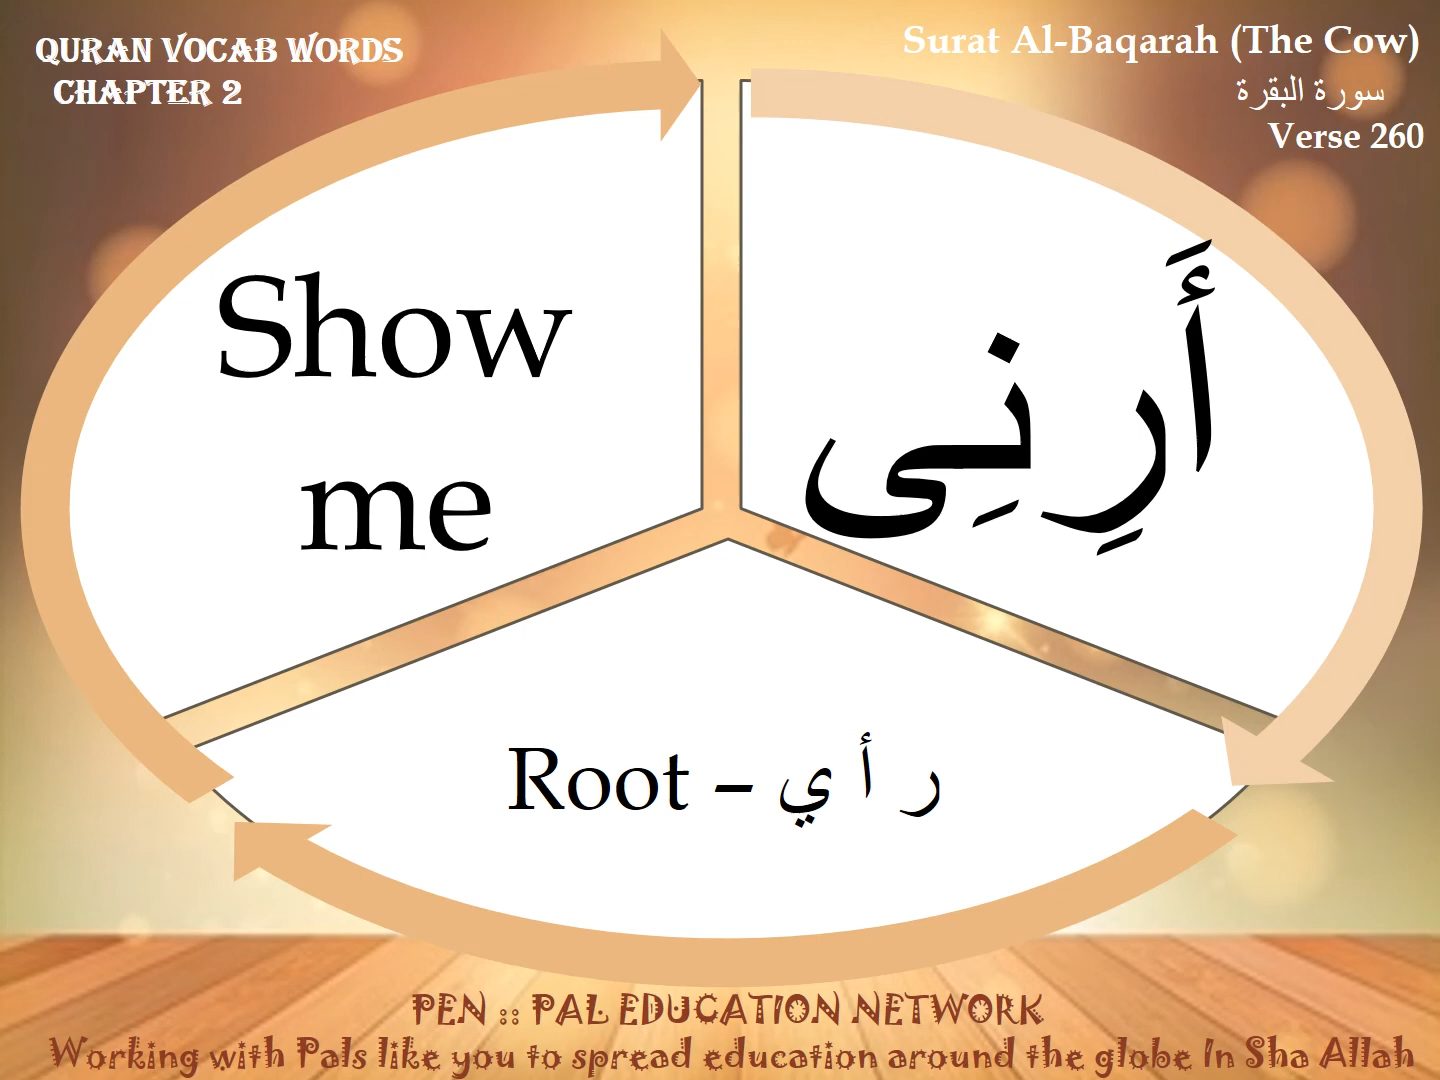 QURAN VOCAB WORDS
CHAPTER 2
Surat Al-Baqarah (The Cow)
سورة البقرة
Verse 260
Show
me
أَرِنِى
Root – ر أ ي
PEN :: PAL EDUCATION NETWORK
Working with Pals like you to spread education around the globe In Sha Allah